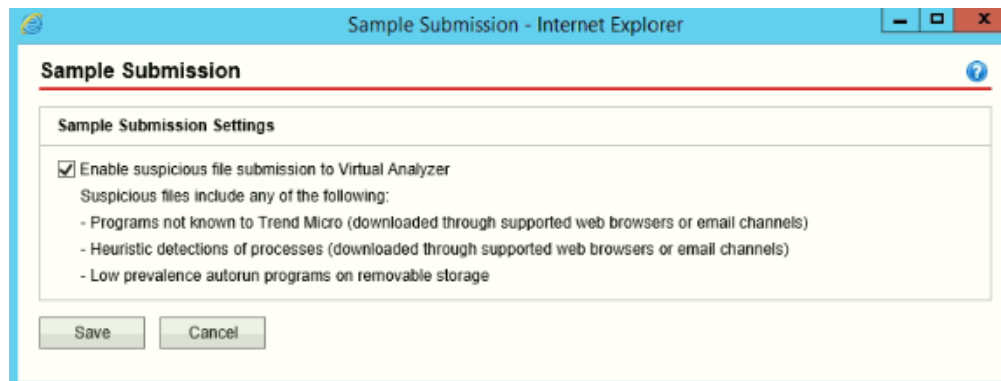 Sample Submission - Internet Explorer
Sample Submission
Sample Submission Settings
Enable suspicious file submission to Virtual Analyzer
Suspicious files include any of the following:
- Programs not known to Trend Micro (downloaded through supported web browsers or email channels)
- Heuristic detections of processes (downloaded through supported web browsers or email channels)
- Low prevalence autorun programs on removable storage
Save Cancel